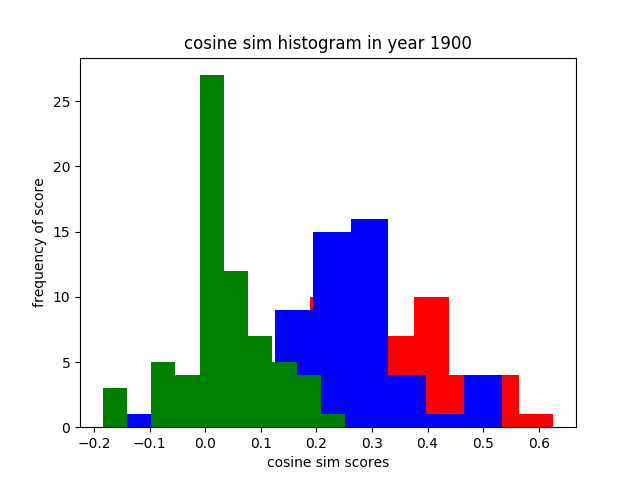 cosine sim histogram in year 1900
frequency of score
25
20
15
10
5
0
−0.2 −0.1 0.0 0.1 0.2 0.3 0.4 0.5 0.6
cosine sim scores